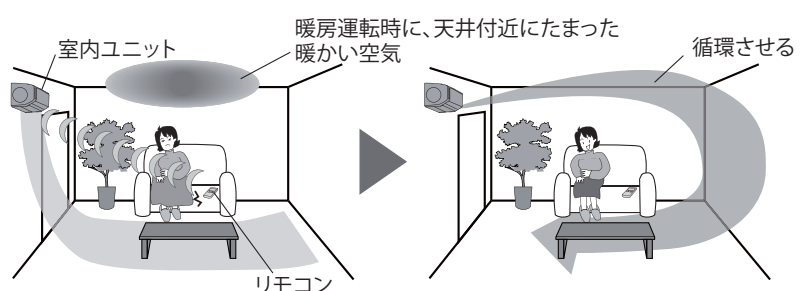 室内ユニット
暖房運転時に、天井付近にたまった
暖かい空気
循環させる
リモコン